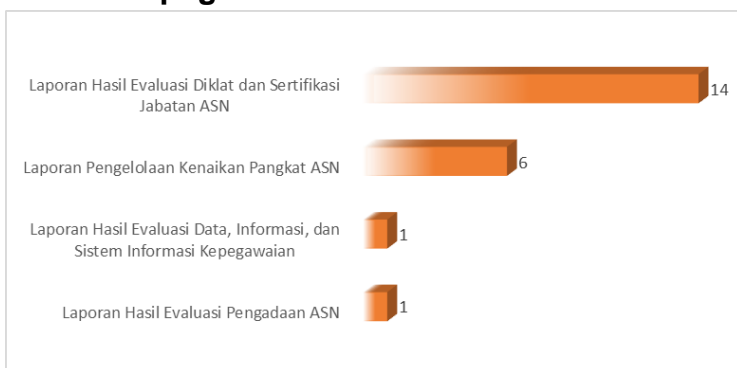 Laporan Hasil Evaluasi Diklat dan Sertifikasi
Jabatan ASN
14
Laporan Pengelolaan Kenaikan Pangkat ASN
6
Laporan Hasil Evaluasi Data, Informasi, dan
Sistem Informasi Kepegawaian
1
Laporan Hasil Evaluasi Pengadaan ASN
1